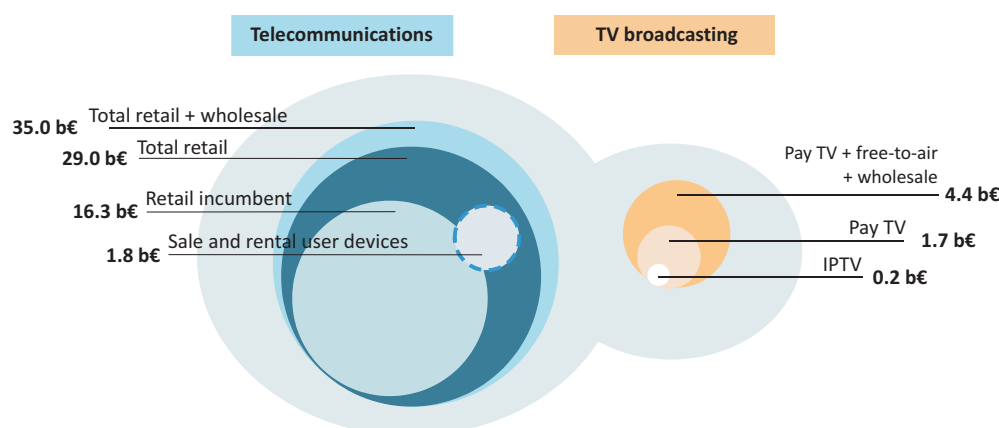 Telecommunications
TV broadcasting
Total retail + wholesale
35.0 b€
Total retail
29.0 b€
Retail incumbent
16.3 b€
Sale and rental user devices
1.8 b€
Pay TV + free-to-air
+ wholesale
4.4 b€
Pay TV
1.7 b€
IPTV
0.2 b€